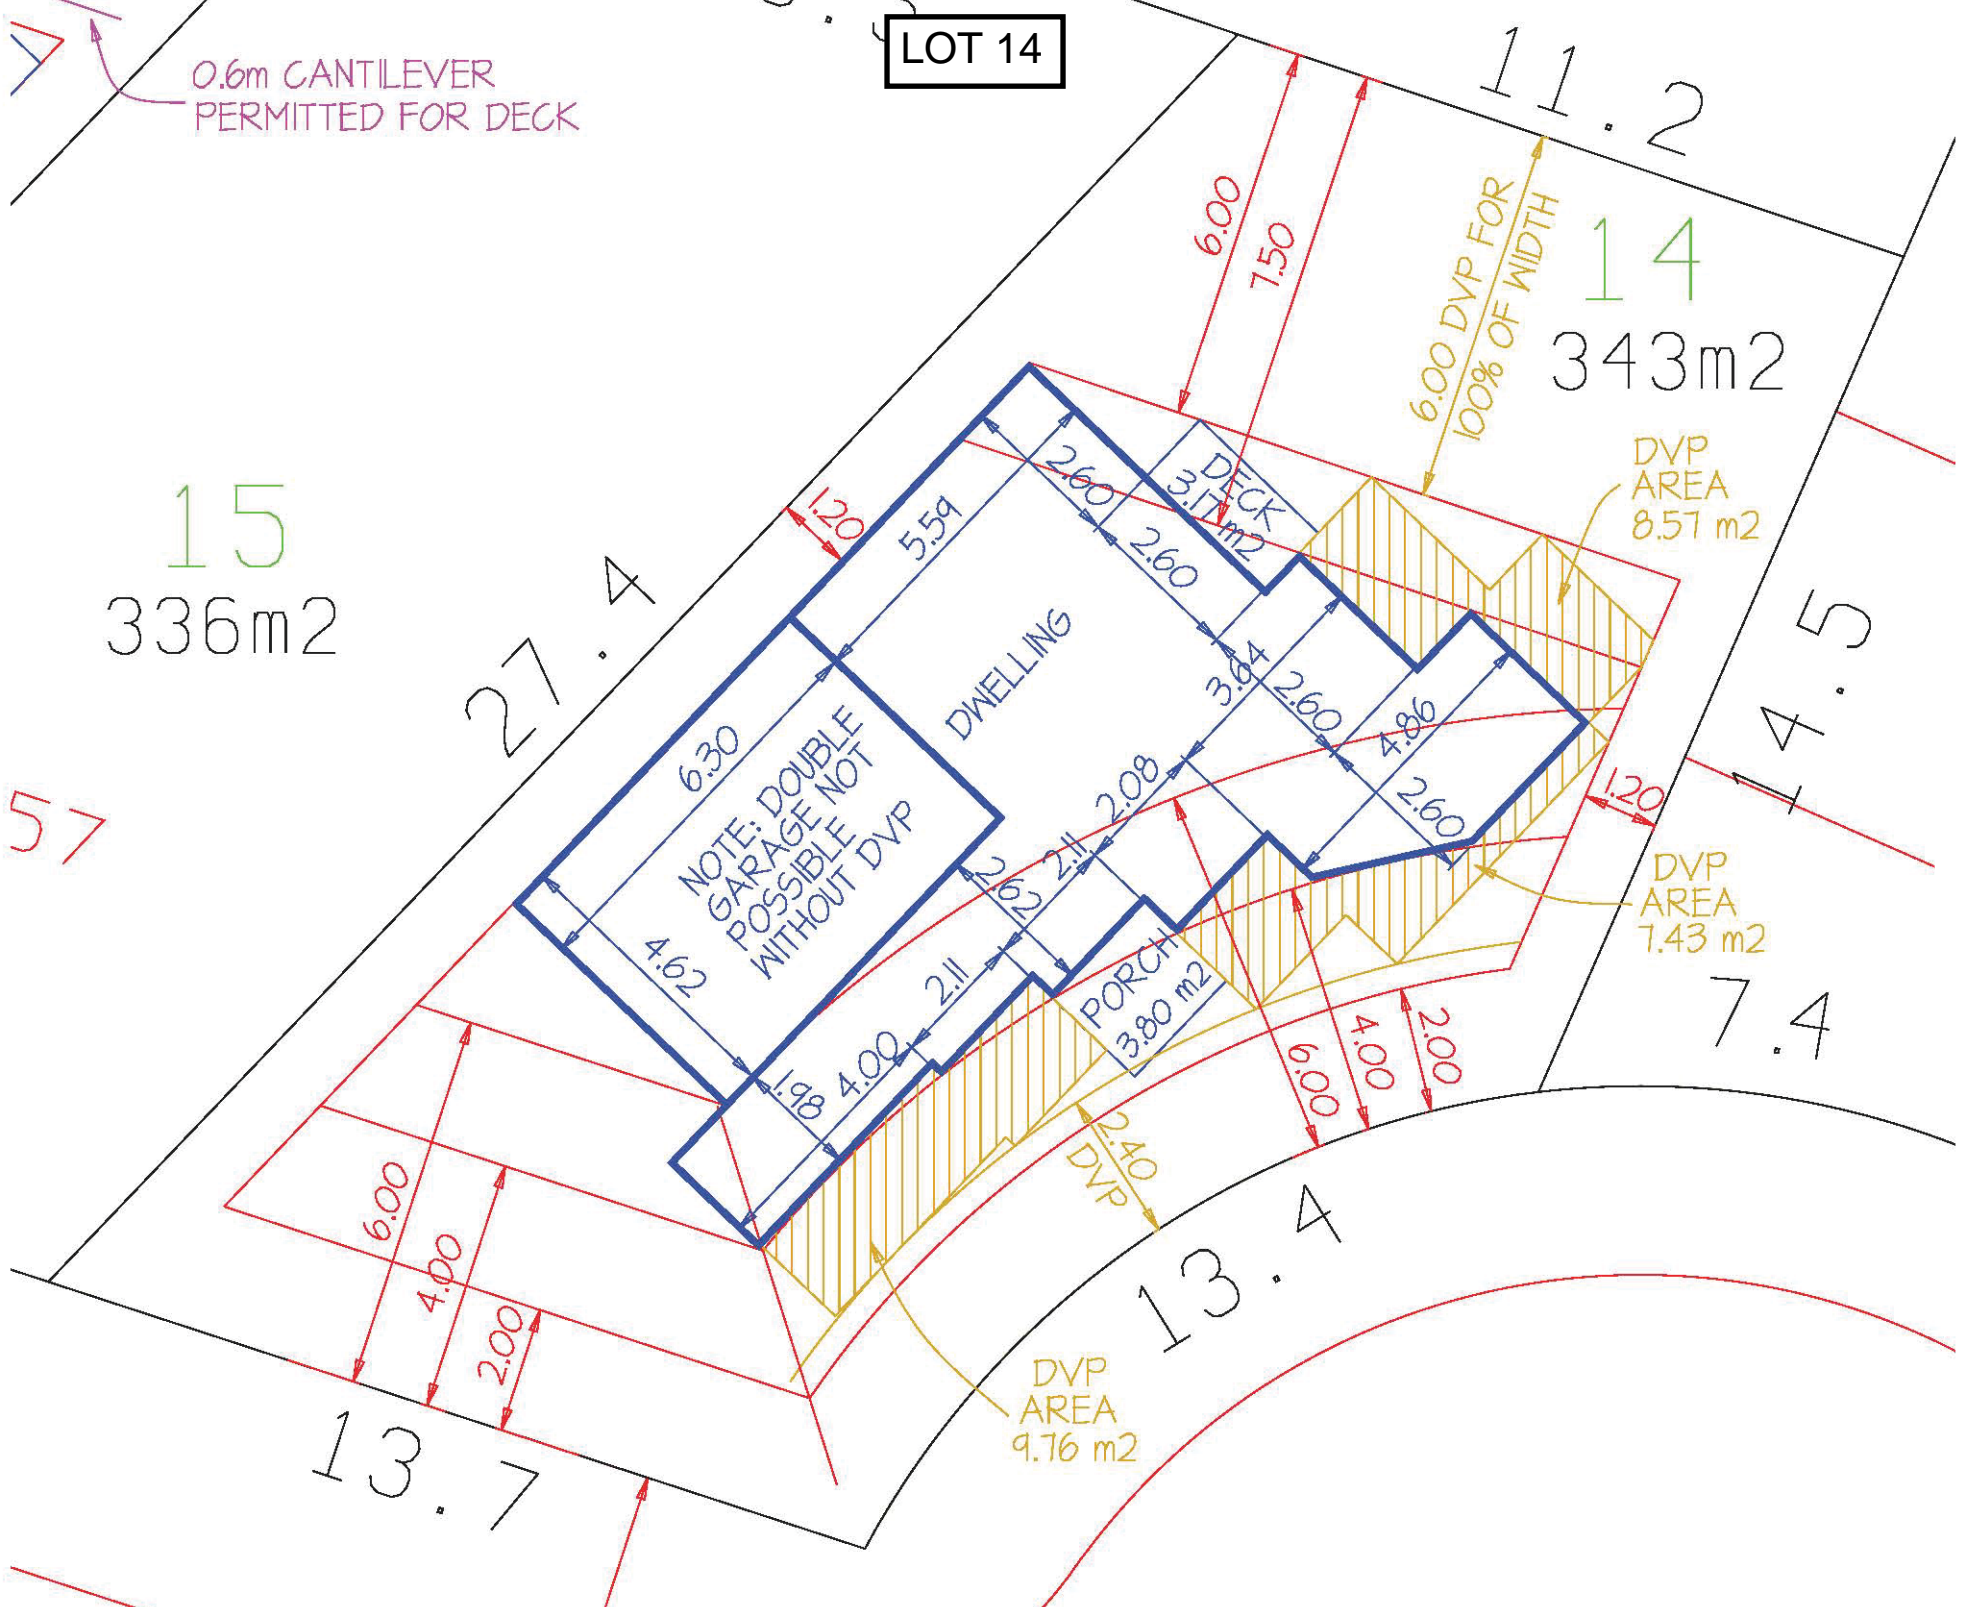 LOT 14
0.6m CANTILEVER
PERMITTED FOR DECK
11.2
6.00
7.50
6.00 DVP FOR
100% OF WIDTH
14
343m2
DVP
AREA
8.57 m2
15
336m2
27.4
1.20
5.59
2.60
2.60
DECK
3.17 m2
DWELLING
3.64
2.60
4.86
2.60
14.5
1.20
57
6.30
NOTE: DOUBLE
GARAGE NOT
POSSIBLE
WITHOUT DVP
2.08
2.11
2.62
2.11
4.62
4.00
1.98
PORCH
3.80 m2
DVP
AREA
7.43 m2
7.4
6.00
4.00
2.00
2.40
DVP
6.00
4.00
2.00
13.4
DVP
AREA
9.76 m2
13.7